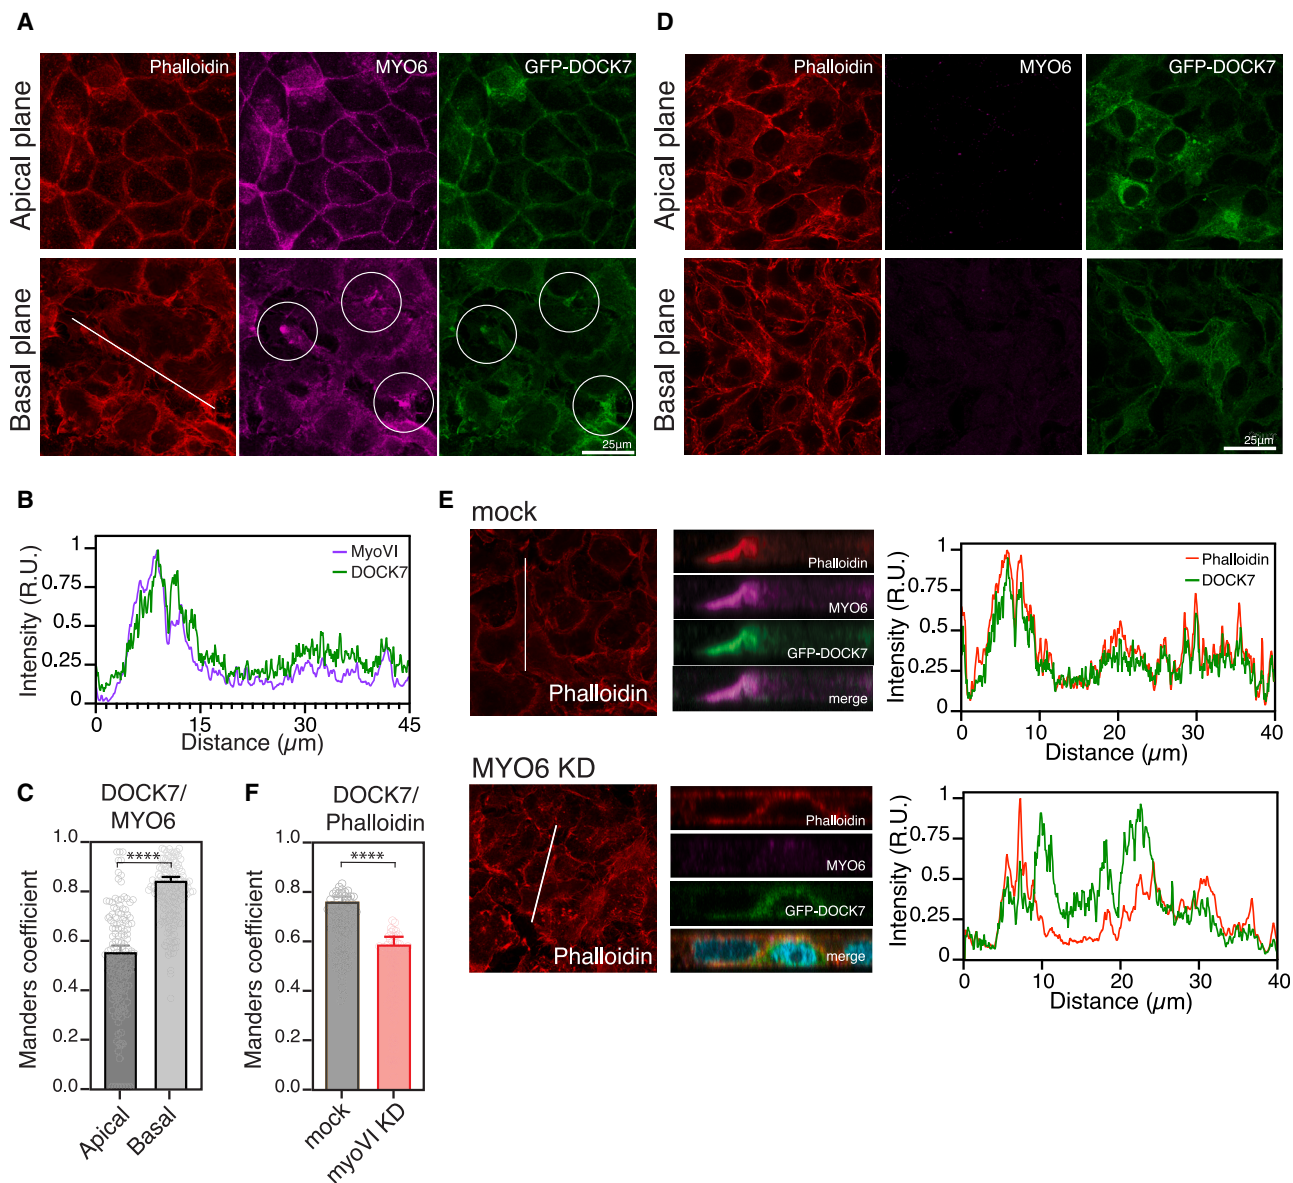 A
Phalloidin
MYO6
GFP-DOCK7
Apical plane
Basal plane
25µm
D
Phalloidin
MYO6
GFP-DOCK7
Apical plane
Basal plane
25µm
B
Intensity (R.U.)
1
0.75
0.25
0
MyoVI
DOCK7
0 15 30 45
Distance (µm)
C
DOCK7/
MYO6
Manders coefficient
1.0
0.8
0.6
0.4
0.2
0.0
****
Apical
Basal
F
DOCK7/
Phalloidin
Manders coefficient
1.0
0.8
0.6
0.4
0.2
0.0
****
mock
myoVI KD
E
mock
Phalloidin
Phalloidin
MYO6
GFP-DOCK7
merge
Intensity (R.U.)
1
0.75
0.25
0
Phalloidin
DOCK7
0 10 20 30 40
Distance (µm)
MYO6 KD
Phalloidin
Phalloidin
MYO6
GFP-DOCK7
merge
Intensity (R.U.)
1
0.75
0.25
0
0 10 20 30 40
Distance (µm)